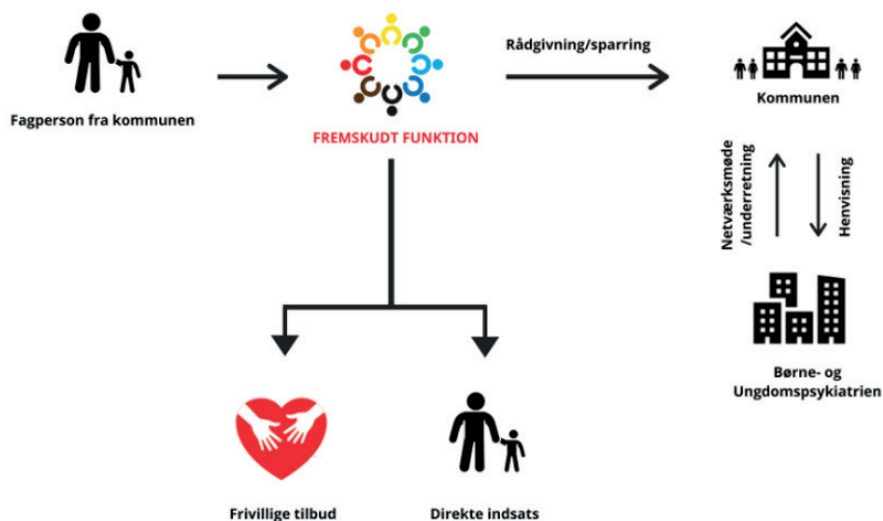 Fagperson fra kommunen
FREMSKUDT FUNKTION
Rådgivning/sparring
Kommunen
Netværksmøde
/underretning
Henvisning
Børne- og
Ungdomspsykiatrien
Frivillige tilbud
Direkte indsats